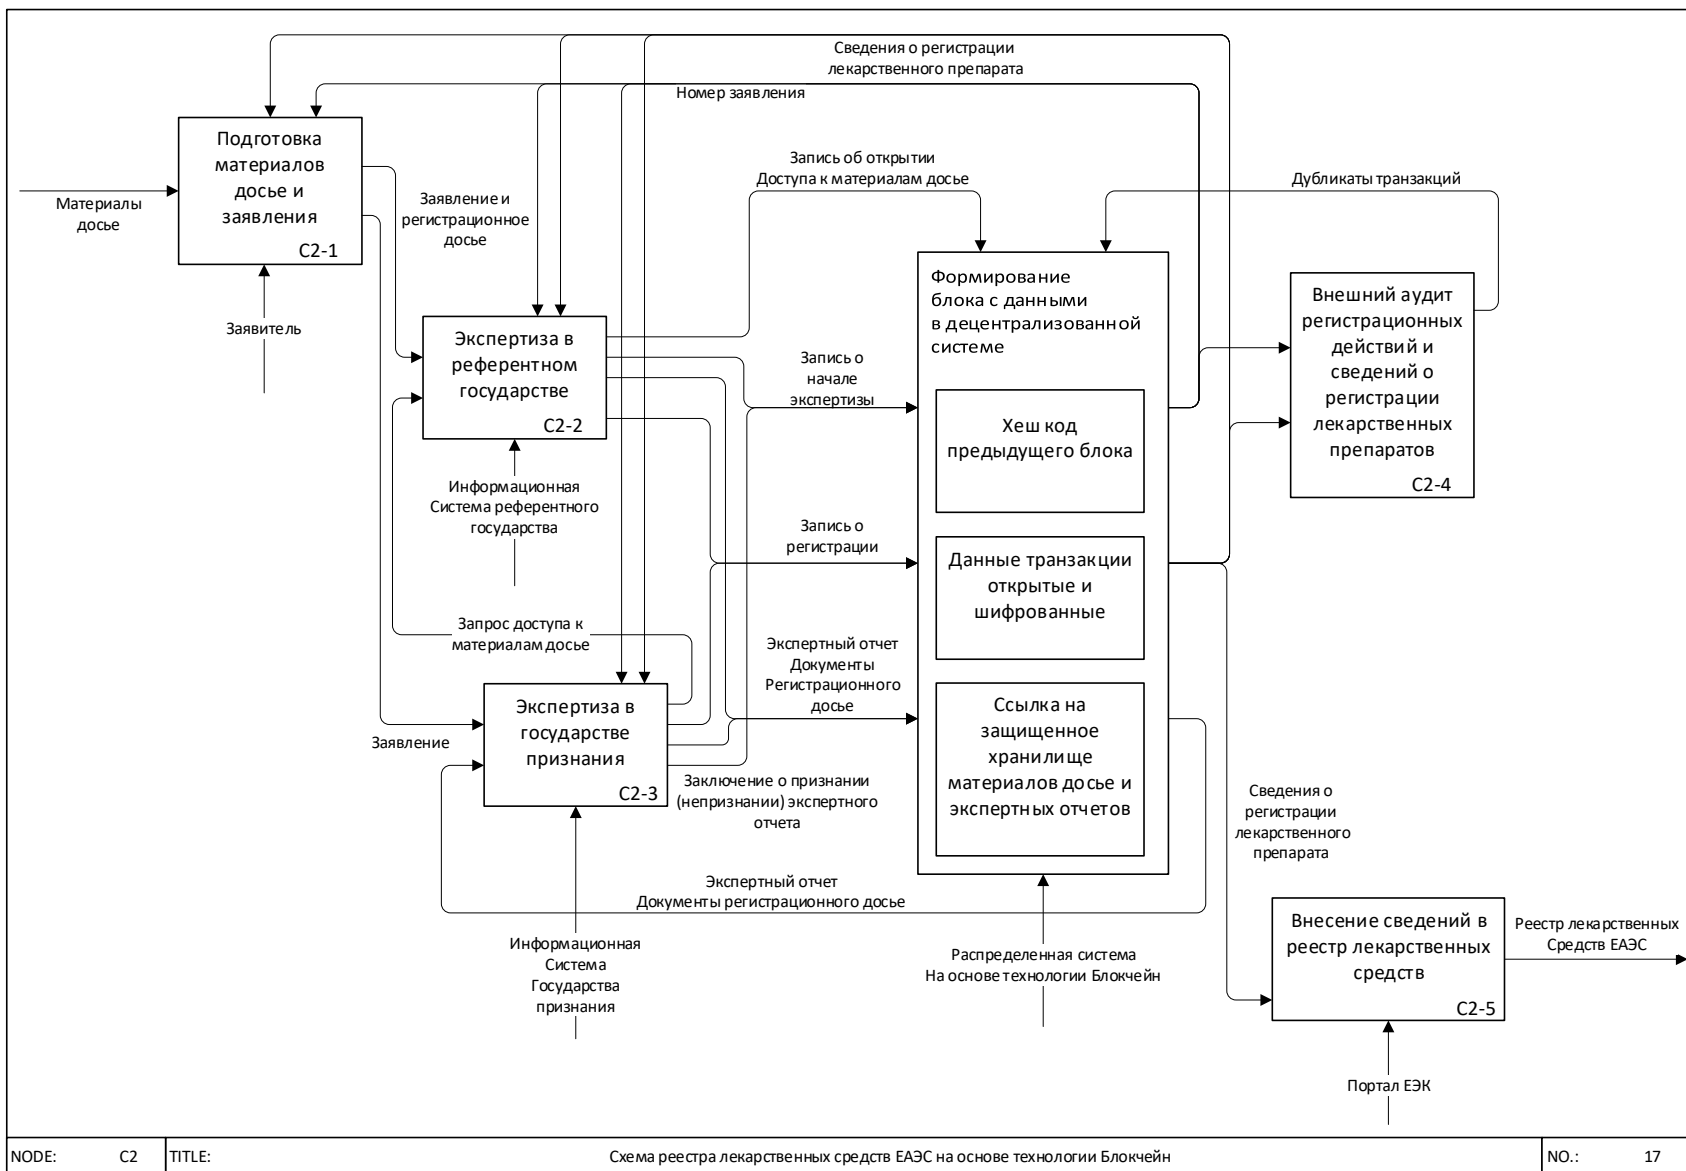 Сведения о регистрации
лекарственного препарата
Номер заявления
Подготовка
материалов
досье и
заявления
C2-1
Материалы
досье
Заявитель
Заявление и
регистрационное
досье
Запись об открытии
Доступа к материалам досье
Дубликаты транзакций
Экспертиза в
референтном
государстве
C2-2
Информационная
Система референтного
государства
Запись о
начале
экспертизы
Запись о
регистрации
Экспертный отчет
Документы
Регистрационного
досье
Формирование
блока с данными
в децентрализованной
системе
Хеш код
предыдущего блока
Данные транзакции
открытые и
шифрованные
Ссылка на
защищенное
хранилище
материалов досье и
экспертных отчетов
Внешний аудит
регистрационных
действий и
сведений о
регистрации
лекарственных
препаратов
C2-4
Запрос доступа к
материалам досье
Экспертиза в
государстве
признания
C2-3
Заявление
Заключение о признании
(непризнании) экспертного
отчета
Экспертный отчет
Документы регистрационного досье
Информационная
Система
Государства
признания
Распределенная система
На основе технологии Блокчейн
Сведения о
регистрации
лекарственного
препарата
Внесение сведений в
реестр лекарственных
средств
C2-5
Реестр лекарственных
Средств ЕАЭС
Портал ЕЭК
NODE: C2 TITLE: Схема реестра лекарственных средств ЕАЭС на основе технологии Блокчейн NO.: 17